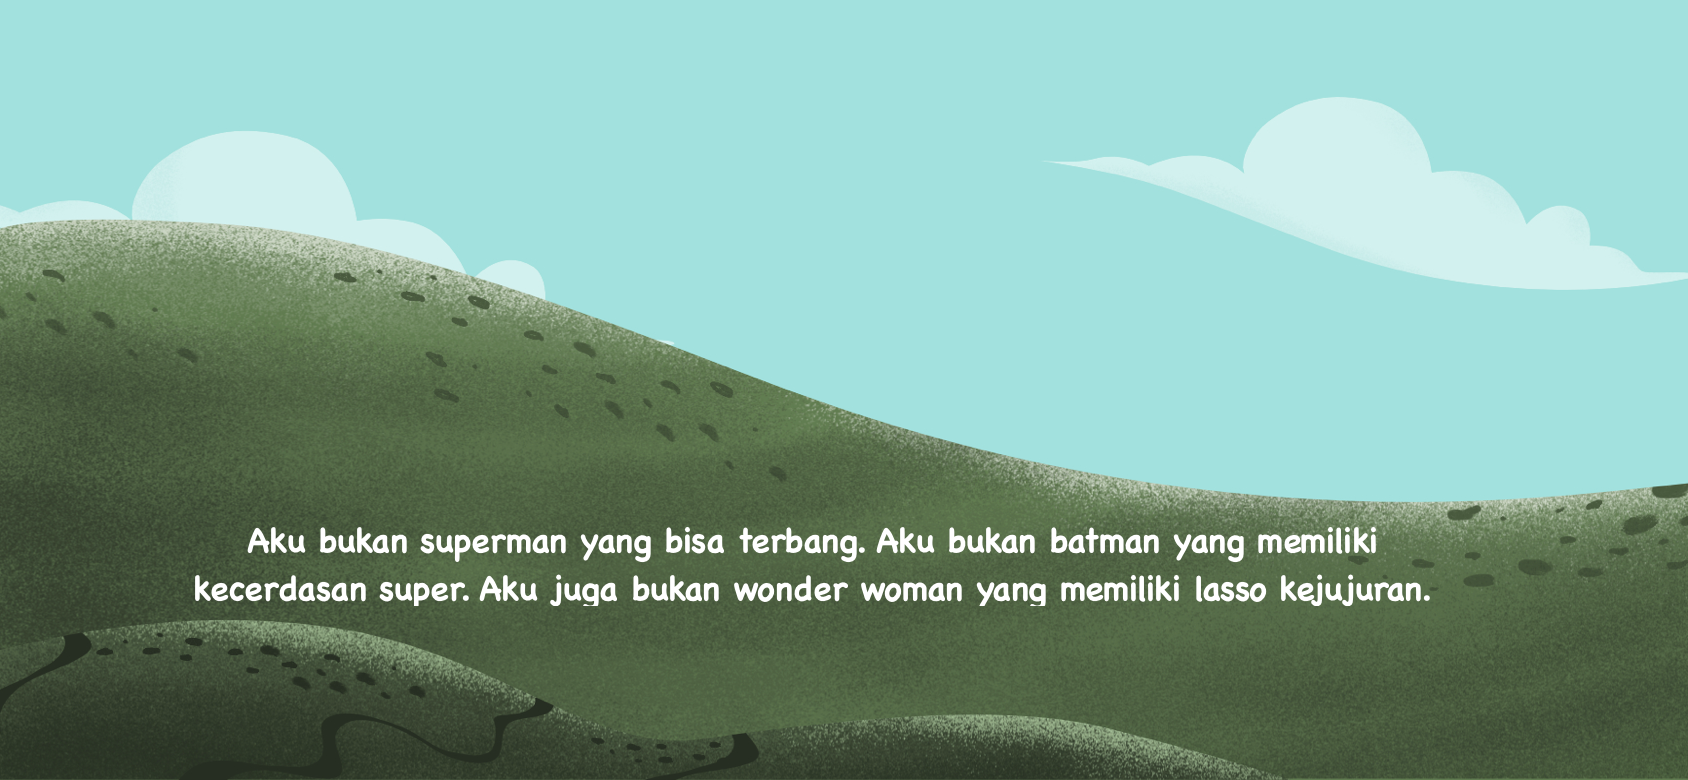 Aku bukan superman yang bisa terbang. Aku bukan batman yang memiliki
kecerdasan super. Aku juga bukan wonder woman yang memiliki lasso kejujuran.